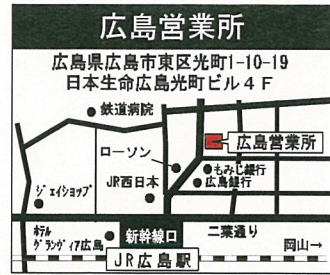 広島営業所
広島県広島市東区光町1-10-19
日本生命広島光町ビル4F
鉄道病院
広島営業所
ローソン
もみじ銀行
広島銀行
JR西日本
ジェイショップ
ホテル
グランヴィア広島
新幹線口
二葉通り
岡山→
JR広島駅